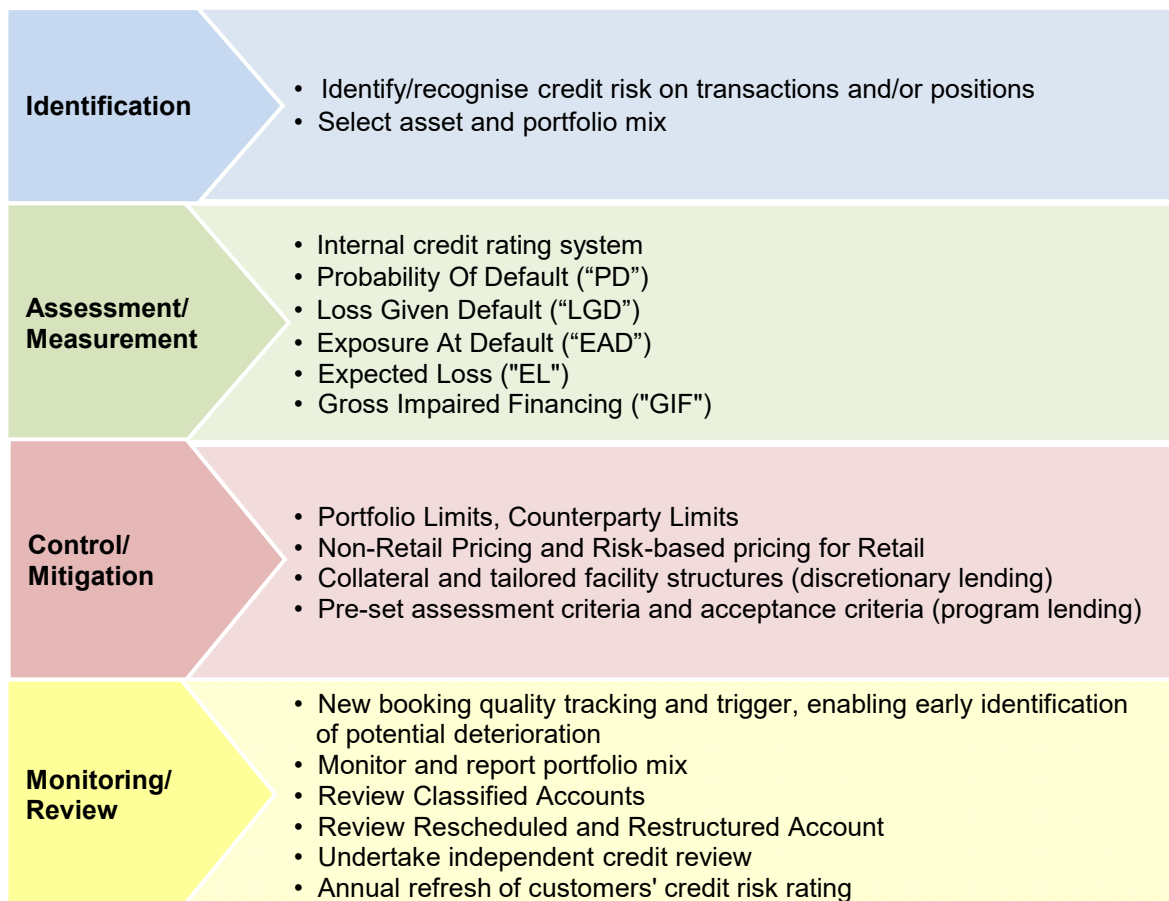 Identification
• Identify/recognise credit risk on transactions and/or positions
• Select asset and portfolio mix
Assessment/
Measurement
• Internal credit rating system
• Probability Of Default (“PD”)
• Loss Given Default (“LGD”)
• Exposure At Default (“EAD”)
• Expected Loss ("EL")
• Gross Impaired Financing ("GIF")
Control/
Mitigation
• Portfolio Limits, Counterparty Limits
• Non-Retail Pricing and Risk-based pricing for Retail
• Collateral and tailored facility structures (discretionary lending)
• Pre-set assessment criteria and acceptance criteria (program lending)
Monitoring/
Review
• New booking quality tracking and trigger, enabling early identification
of potential deterioration
• Monitor and report portfolio mix
• Review Classified Accounts
• Review Rescheduled and Restructured Account
• Undertake independent credit review
• Annual refresh of customers' credit risk rating